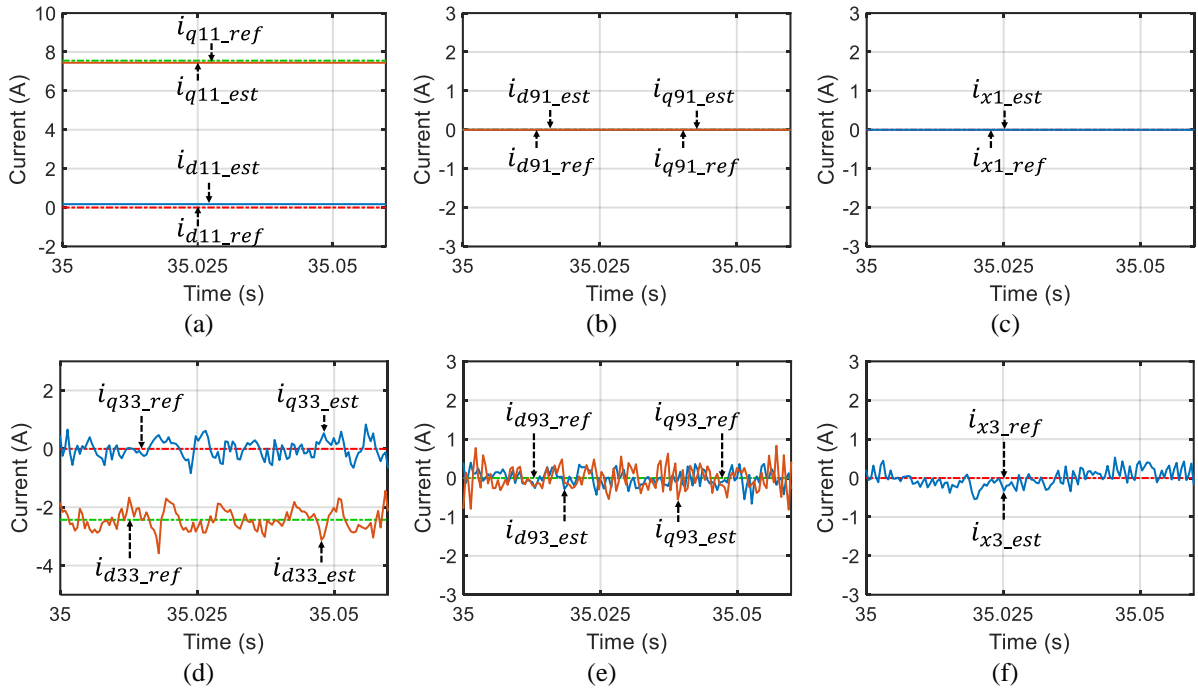 10
8
6
4
2
0
-2
Current (A)
i_q11_ref
i_q11_est
i_d11_est
i_d11_ref
35
35.025
35.05
Time (s)
(a)
3
2
1
0
-1
-2
-3
Current (A)
i_d91_est
i_q91_est
i_d91_ref
i_q91_ref
35
35.025
35.05
Time (s)
(b)
3
2
1
0
-1
-2
-3
Current (A)
i_x1_est
i_x1_ref
35
35.025
35.05
Time (s)
(c)
2
0
-2
-4
Current (A)
i_q33_ref
i_q33_est
i_d33_ref
i_d33_est
35
35.025
35.05
Time (s)
(d)
3
2
1
0
-1
-2
-3
Current (A)
i_d93_ref
i_q93_ref
i_d93_est
i_q93_est
35
35.025
35.05
Time (s)
(e)
3
2
1
0
-1
-2
-3
Current (A)
i_x3_ref
i_x3_est
35
35.025
35.05
Time (s)
(f)